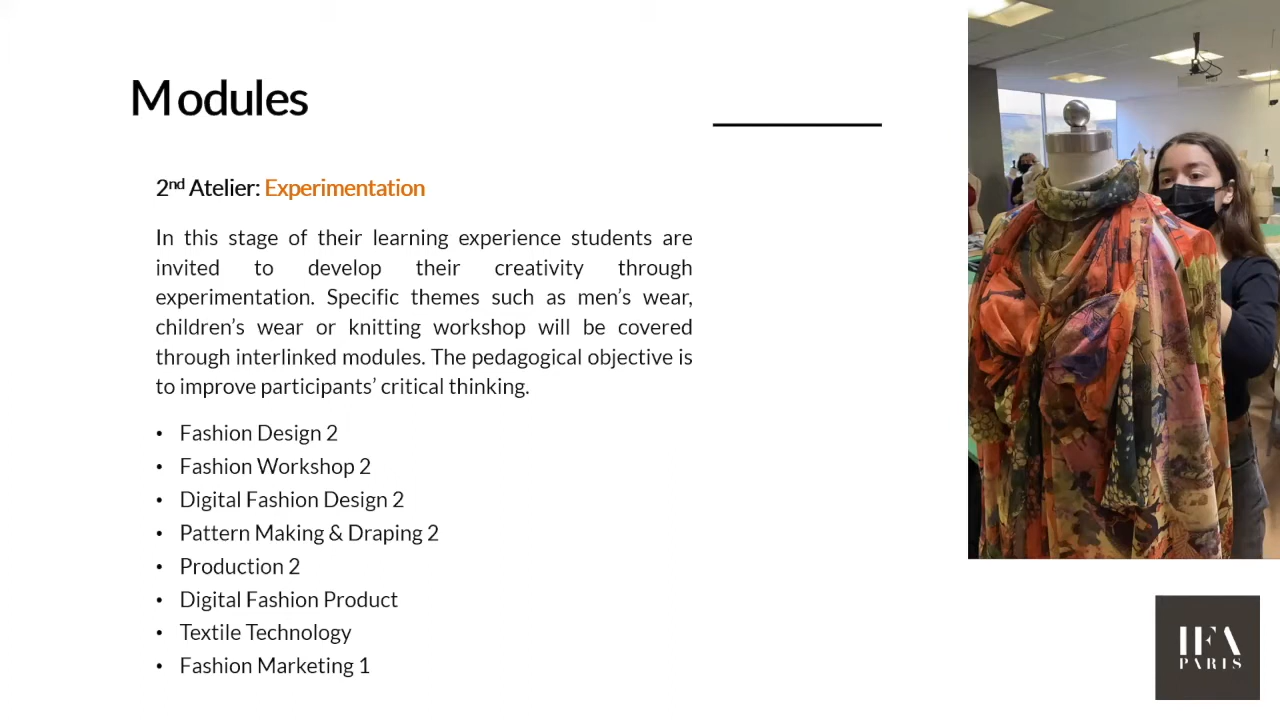 Modules
2nd Atelier: Experimentation
In this stage of their learning experience students are
invited to develop their creativity through
experimentation. Specific themes such as men’s wear,
children’s wear or knitting workshop will be covered
through interlinked modules. The pedagogical objective is
to improve participants’ critical thinking.
• Fashion Design 2
• Fashion Workshop 2
• Digital Fashion Design 2
• Pattern Making & Draping 2
• Production 2
• Digital Fashion Product
• Textile Technology
• Fashion Marketing 1
IFA
PARIS